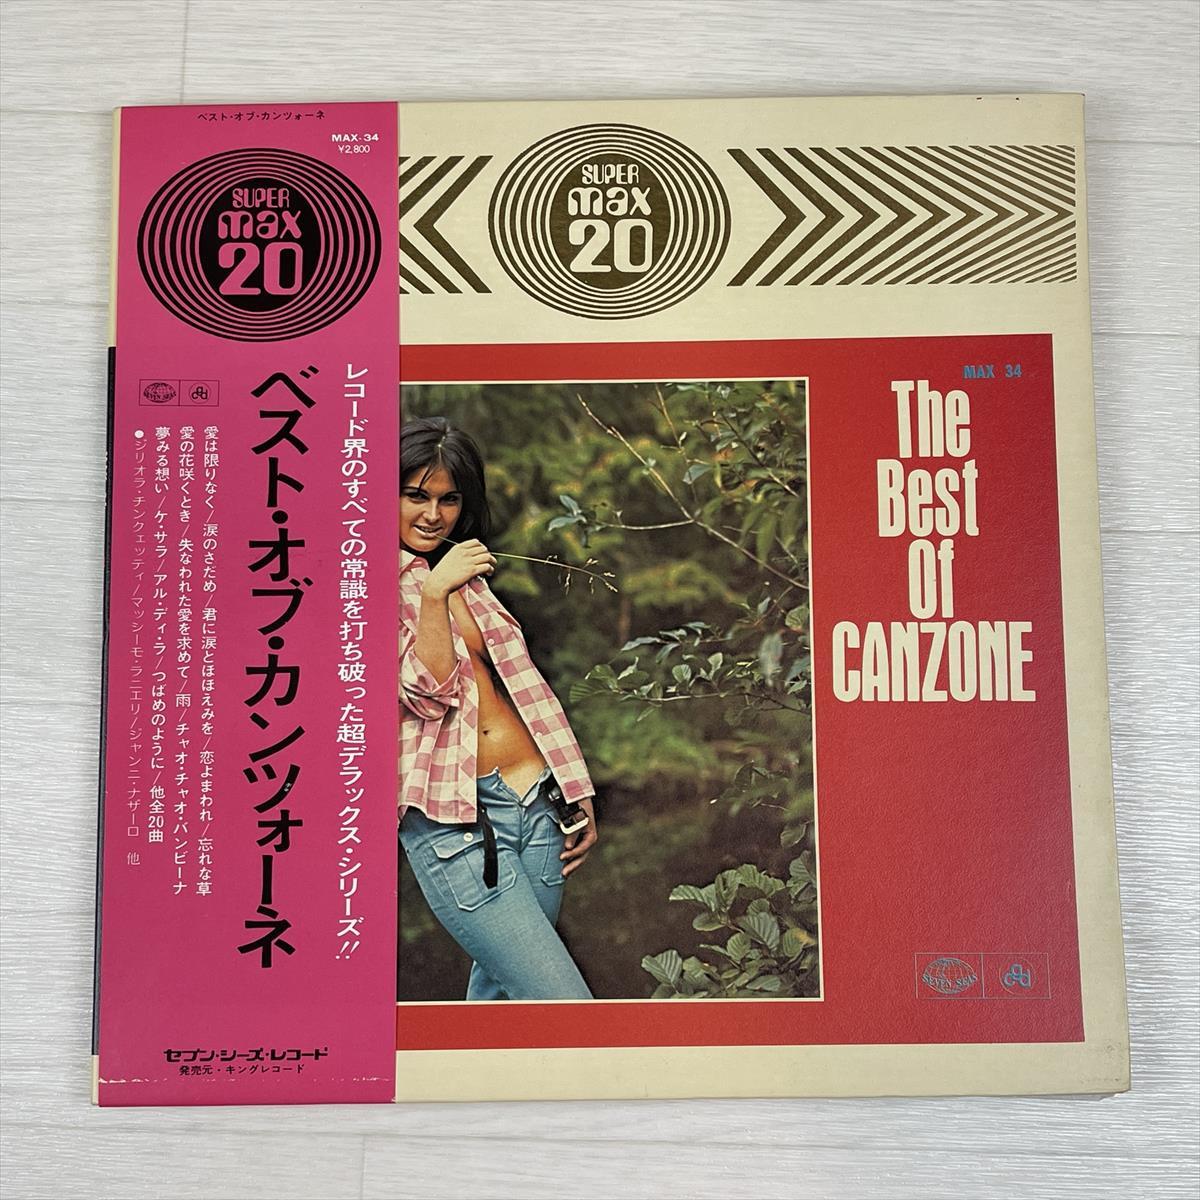 ベスト・オブ・カンツォーネ
MAX-34
¥2,800
SUPER
max
20
レコード界のすべての常識を打ち破った超デラックス・シリーズ!!
ベスト・オブ・カンツォーネ
愛は限りなく/涙のさだめ/君に涙とほほえみを/恋よまわれ/忘れな草
愛の花咲くとき/失なわれた愛を求めて/雨/チャオ・チャオ・バンビーナ
夢みる想い/ケ・サラ/アル・ディ・ラ/つばめのように/他全20曲
●ジリオラ・チンクェッティ/マッシーモ・ラニエリ/ジャンニ・ナザーロ 他
SEVEN SEAS
cgd
セブン・シーズ・レコード
発売元・キングレコード
SUPER
max
20
MAX 34
The
Best
Of
CANZONE
SEVEN SEAS
cgd